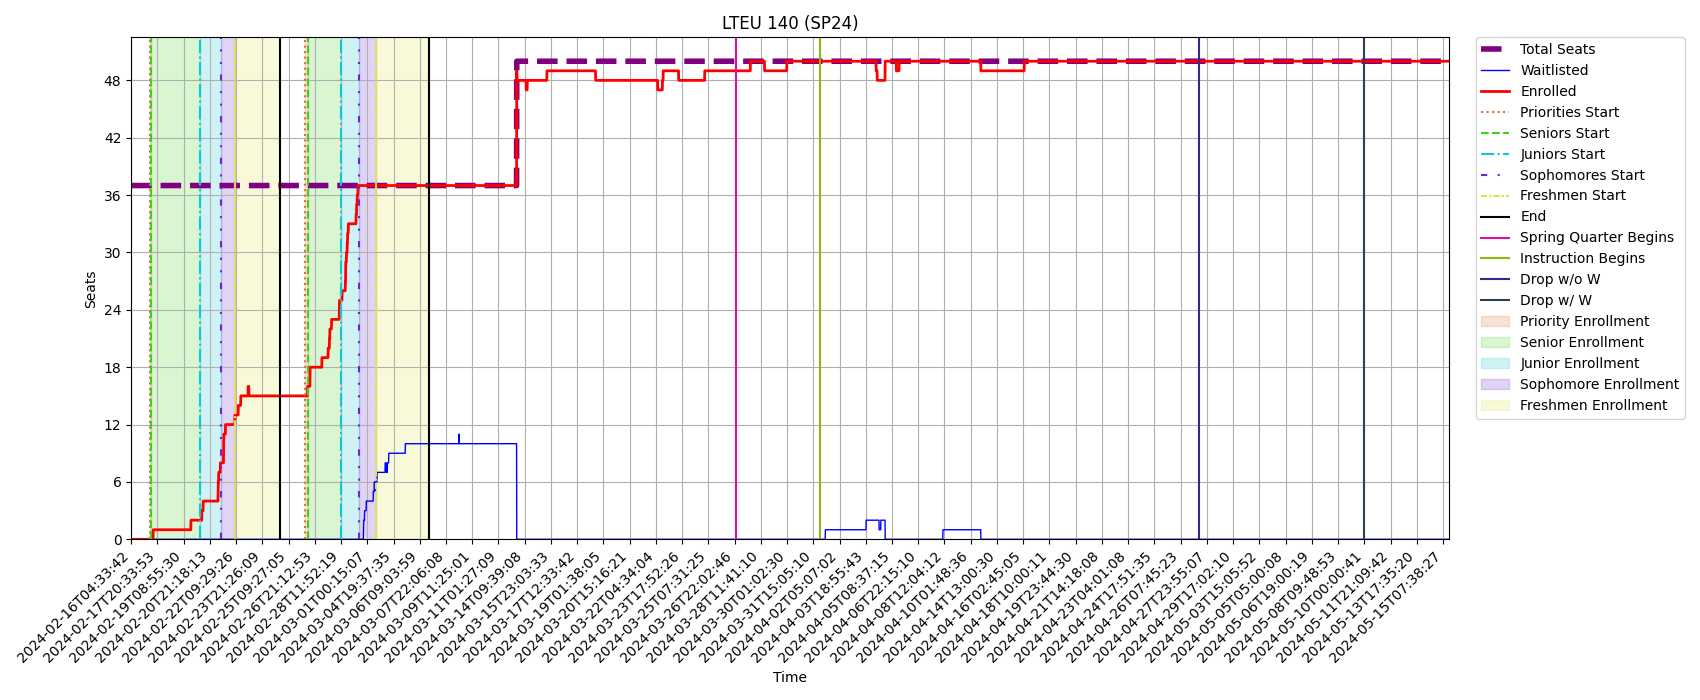 LTEU 140 (SP24)
Seats
48
42
36
30
24
18
12
6
0
2024-02-16T04:33:42
2024-02-17T20:33:53
2024-02-19T08:55:30
2024-02-20T21:18:13
2024-02-22T09:29:26
2024-02-23T21:26:09
2024-02-25T09:27:05
2024-02-26T21:12:53
2024-02-28T11:52:19
2024-03-01T00:15:07
2024-03-04T19:37:35
2024-03-06T09:03:59
2024-03-07T22:06:08
2024-03-09T11:25:01
2024-03-11T01:27:09
2024-03-14T09:39:08
2024-03-15T23:03:33
2024-03-17T12:33:42
2024-03-19T01:38:05
2024-03-20T15:16:21
2024-03-22T04:34:04
2024-03-23T17:52:26
2024-03-25T07:31:25
2024-03-26T22:02:46
2024-03-28T11:41:10
2024-03-30T01:02:30
2024-03-31T15:05:10
2024-04-02T05:07:02
2024-04-03T18:55:43
2024-04-05T08:37:15
2024-04-06T22:15:10
2024-04-08T12:04:12
2024-04-10T01:48:36
2024-04-14T13:00:30
2024-04-16T02:45:05
2024-04-18T10:00:11
2024-04-19T23:44:30
2024-04-21T14:18:08
2024-04-23T04:01:08
2024-04-24T17:51:35
2024-04-26T07:45:23
2024-04-27T23:55:07
2024-04-29T17:02:10
2024-05-03T15:05:52
2024-05-05T05:00:08
2024-05-06T19:00:19
2024-05-08T09:48:53
2024-05-10T00:00:41
2024-05-11T21:09:42
2024-05-13T17:35:20
2024-05-15T07:38:27
Time
Total Seats
Waitlisted
Enrolled
Priorities Start
Seniors Start
Juniors Start
Sophomores Start
Freshmen Start
End
Spring Quarter Begins
Instruction Begins
Drop w/o W
Drop w/ W
Priority Enrollment
Senior Enrollment
Junior Enrollment
Sophomore Enrollment
Freshmen Enrollment